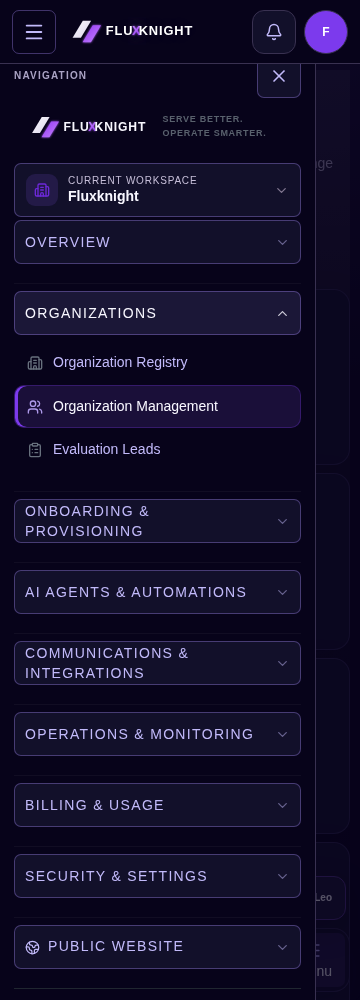 FLUXKNIGHT
F
NAVIGATION
FLUXKNIGHT
SERVE BETTER.
OPERATE SMARTER.
CURRENT WORKSPACE
Fluxknight
OVERVIEW
ORGANIZATIONS
Organization Registry
Organization Management
Evaluation Leads
ONBOARDING &
PROVISIONING
AI AGENTS & AUTOMATIONS
COMMUNICATIONS &
INTEGRATIONS
OPERATIONS & MONITORING
BILLING & USAGE
SECURITY & SETTINGS
Leo
PUBLIC WEBSITE